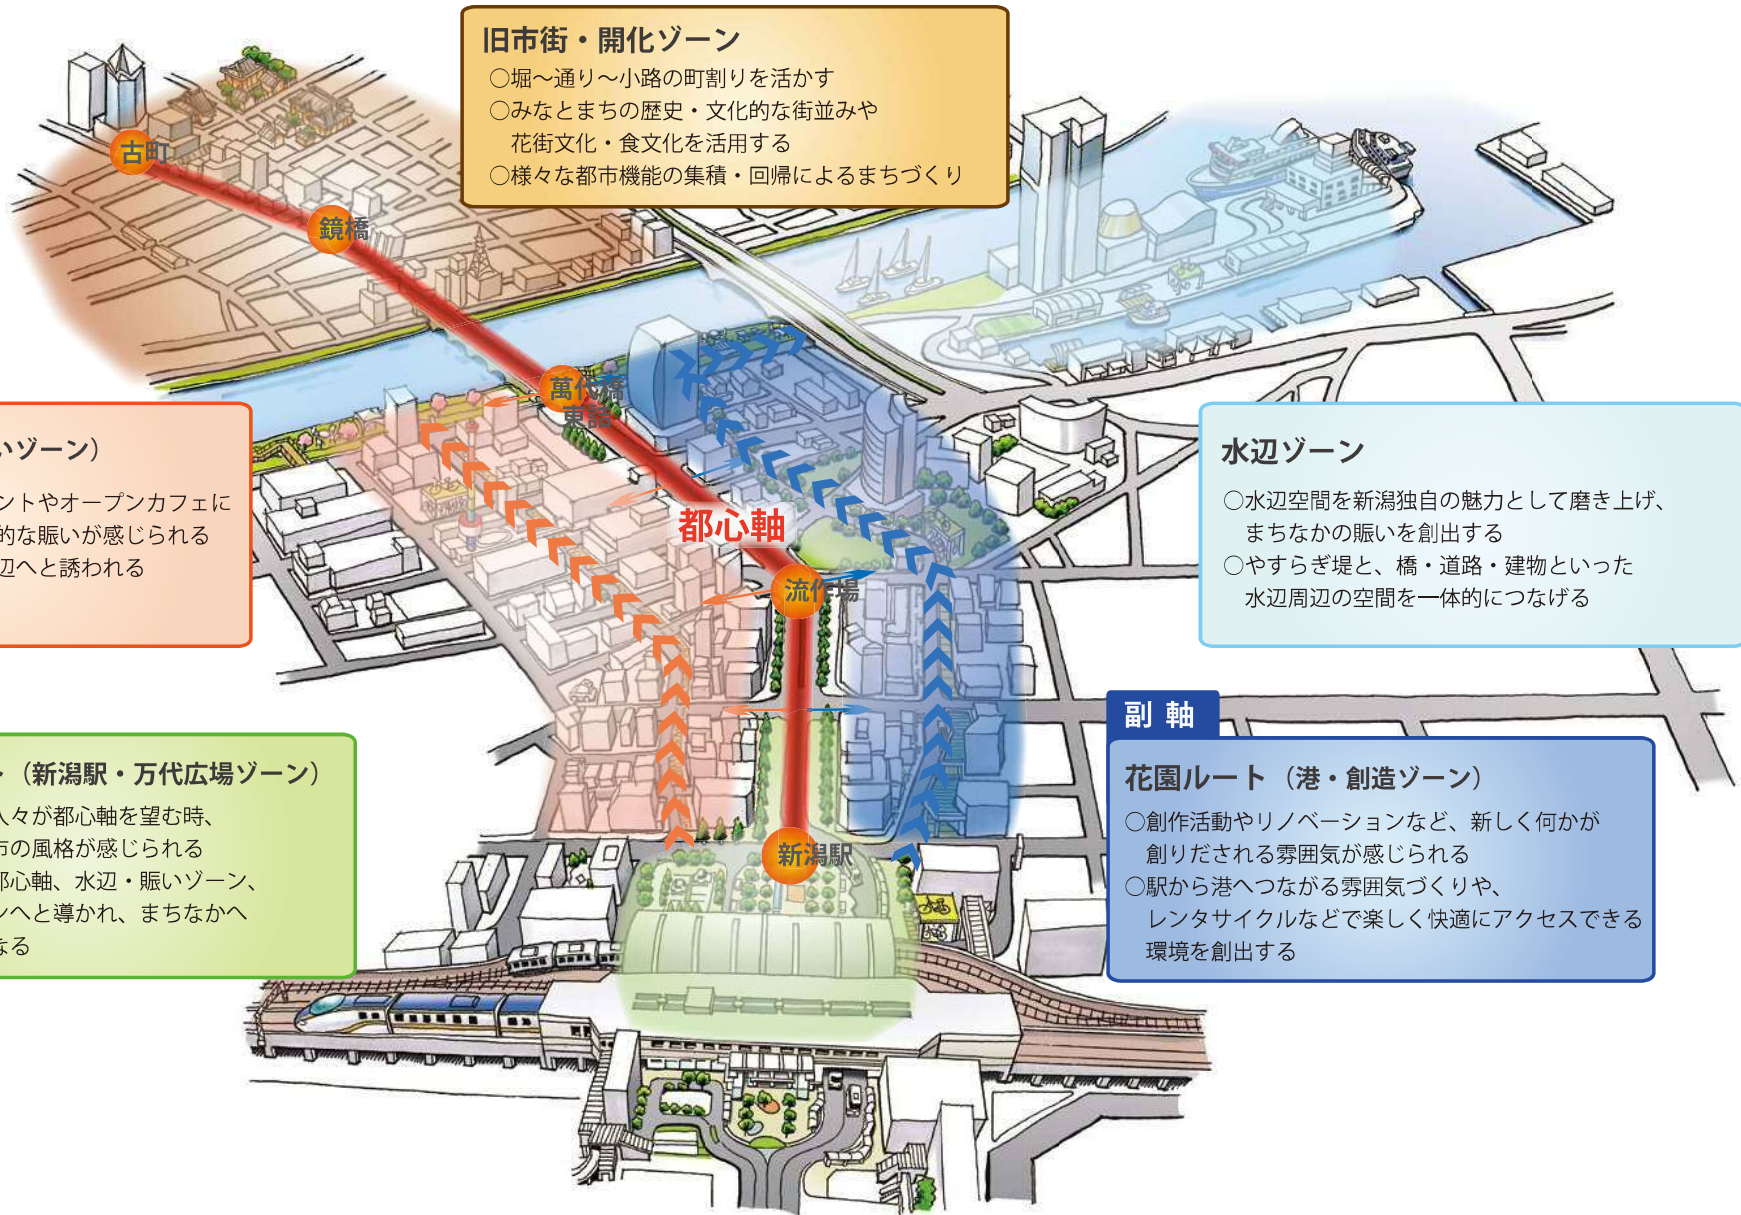 旧市街・開化ゾーン
○堀～通り～小路の町割りを活かす
○みなとまちの歴史・文化的な街並みや
花街文化・食文化を活用する
○様々な都市機能の集積・回帰によるまちづくり
古町
鏡橋
萬代橋
東詰
都心軸
流作場
新潟駅
いゾーン）
ントやオープンカフェに
的な賑いが感じられる
辺へと誘われる
水辺ゾーン
○水辺空間を新潟独自の魅力として磨き上げ、
まちなかの賑いを創出する
○やすらぎ堤と、橋・道路・建物といった
水辺周辺の空間を一体的につなげる
ト（新潟駅・万代広場ゾーン）
人々が都心軸を望む時、
市の風格が感じられる
都心軸、水辺・賑いゾーン、
ンへと導かれ、まちなかへ
なる
副 軸
花園ルート（港・創造ゾーン）
○創作活動やリノベーションなど、新しく何かが
創りだされる雰囲気が感じられる
○駅から港へつながる雰囲気づくりや、
レンタサイクルなどで楽しく快適にアクセスできる
環境を創出する